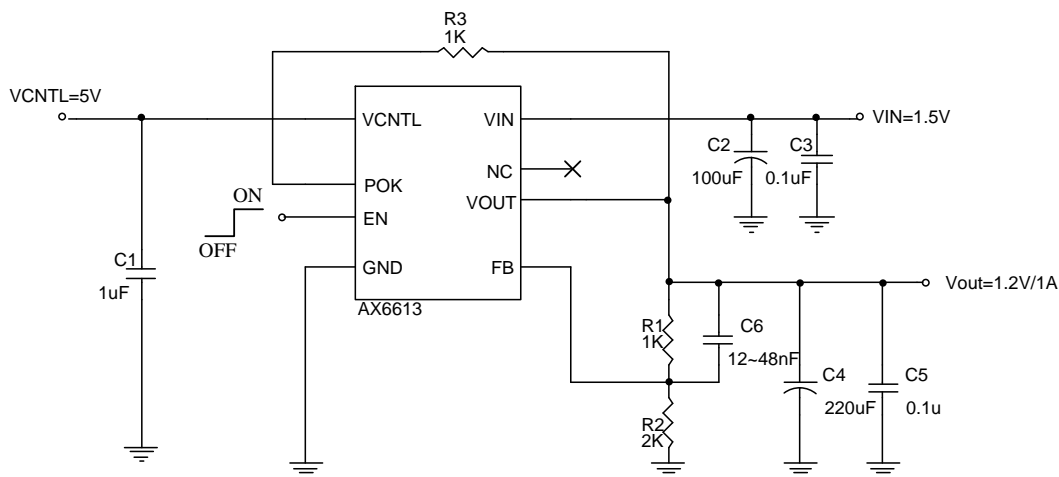 R3
1K
VCNTL=5V
VCNTL
VIN
VIN=1.5V
C2
C3
100uF
0.1uF
NC
POK
ON
VOUT
EN
OFF
C1
1uF
GND
FB
AX6613
Vout=1.2V/1A
R1
1K
C6
12~48nF
C4
C5
220uF
0.1u
R2
2K